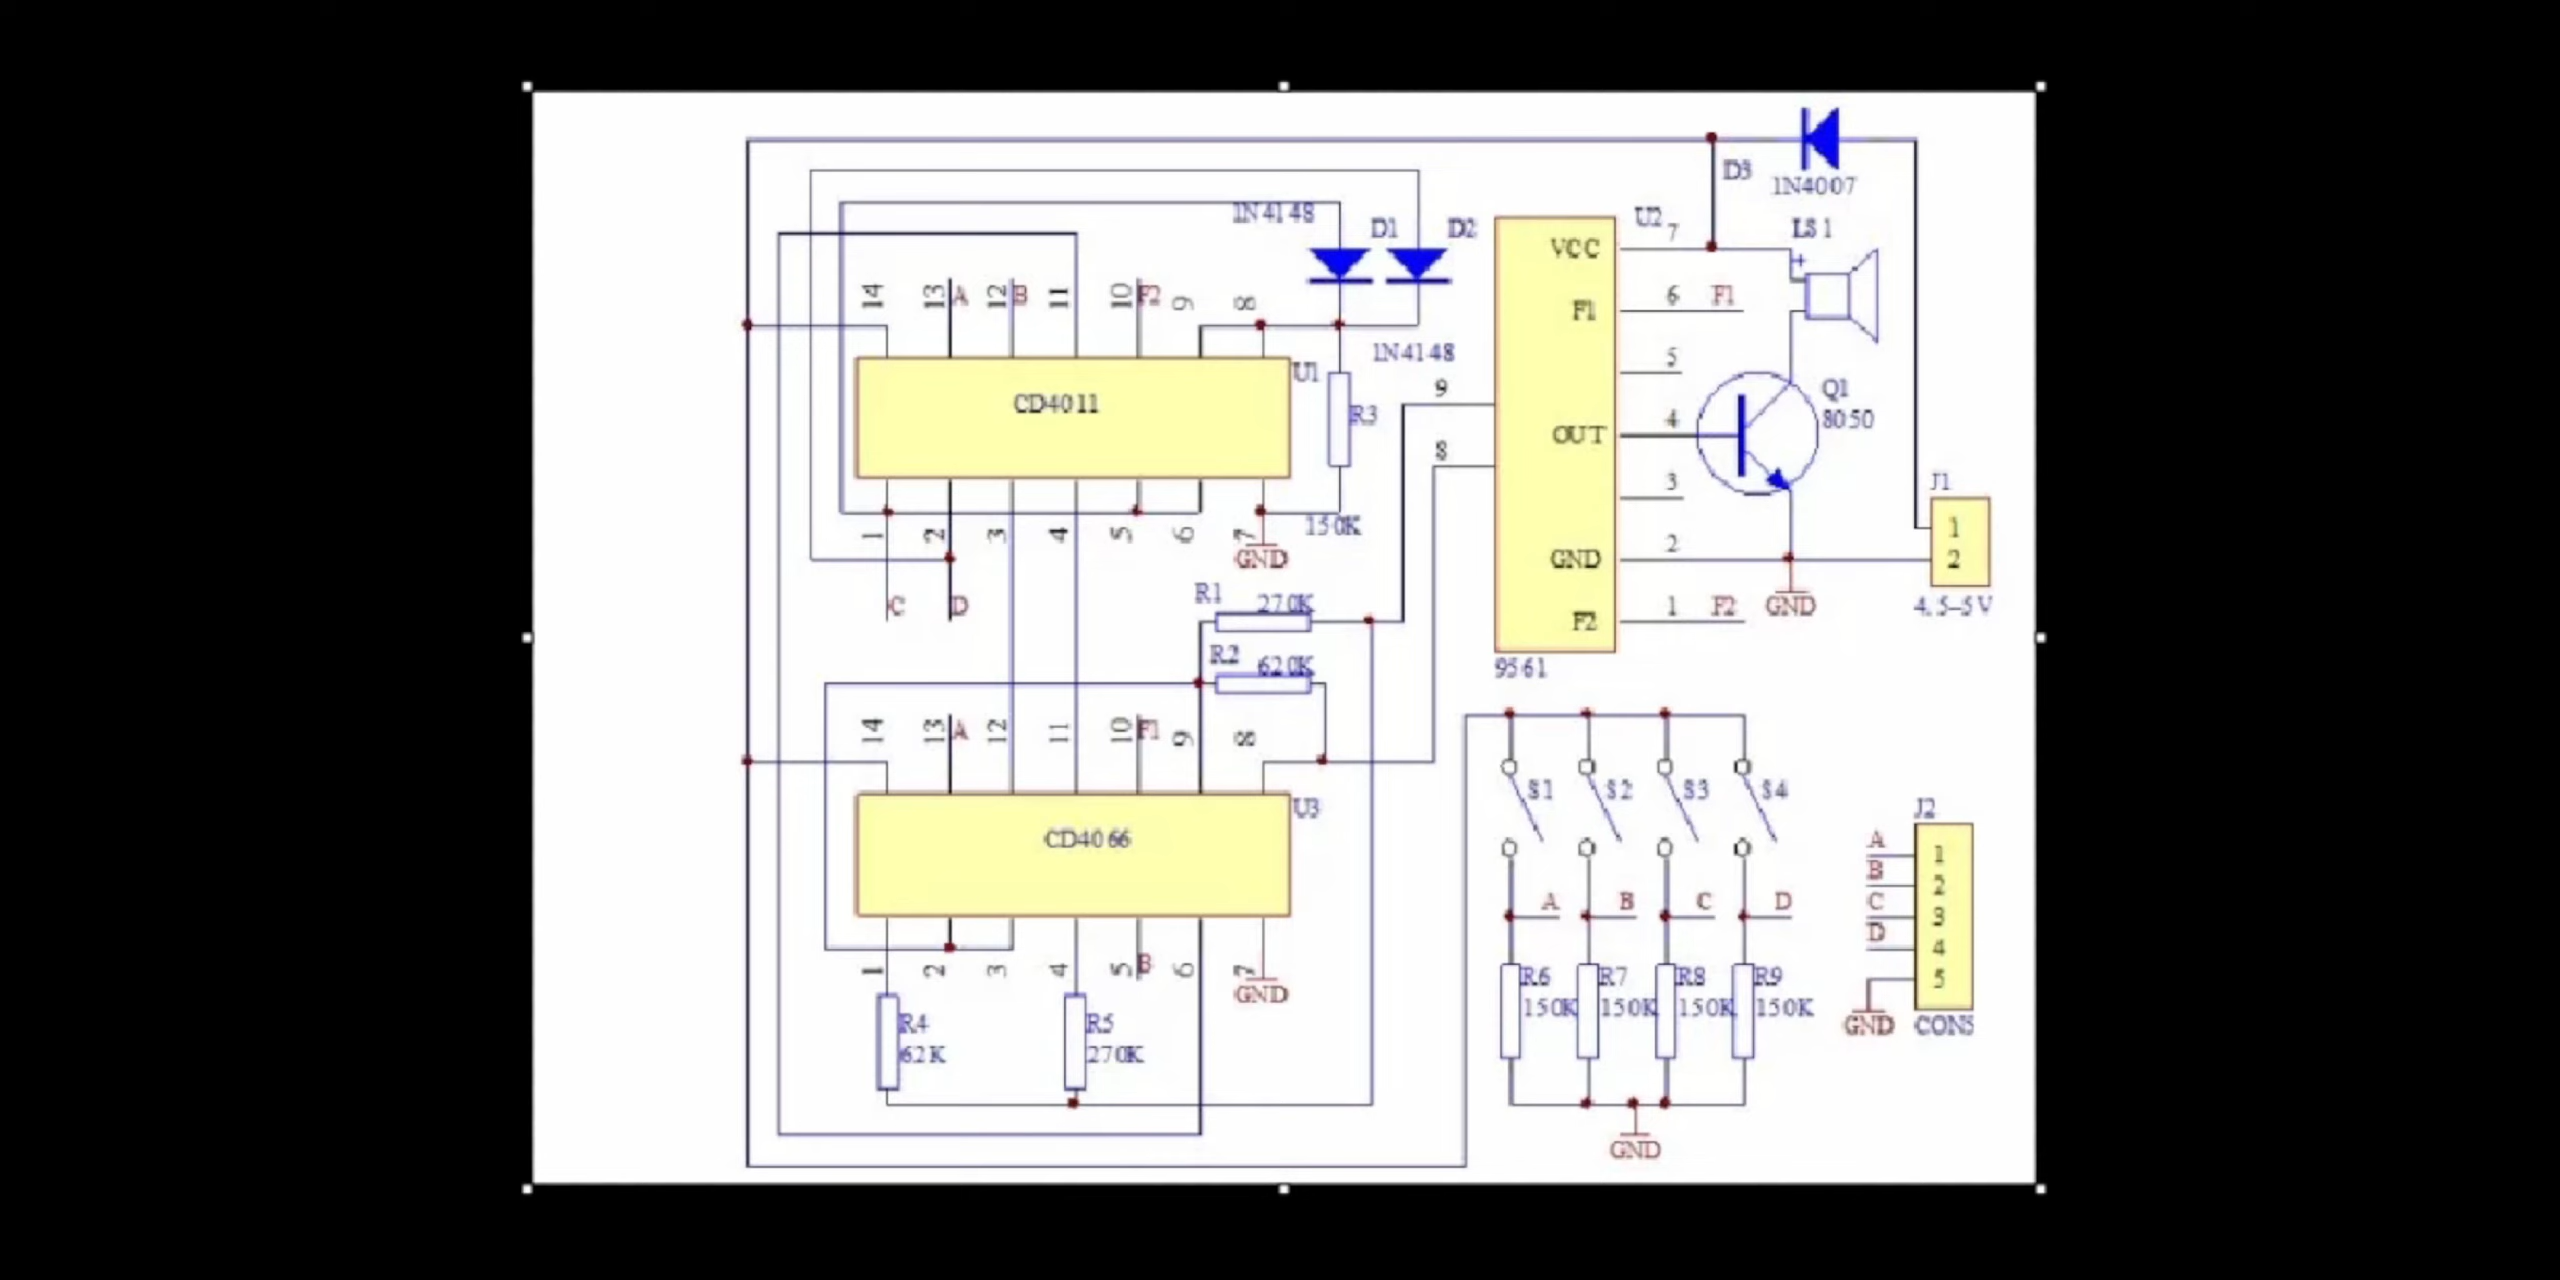 D3
1N4007
1N4148
D1
D2
U2
7
LS1
+
VCC
14
13
A
12
B
11
10
F2
9
8
6
F1
F1
1N4148
5
U1
CD4011
9
R3
Q1
8050
4
OUT
8
3
J1
1
2
3
4
5
6
7
150K
GND
1
2
4.5-5V
2
GND
GND
C
D
R1
270K
1
F2
F2
R2
620K
9561
14
13
A
12
11
10
F1
9
8
U3
CD4066
S1
S2
S3
S4
J2
A
B
C
D
1
2
3
4
5
GND
CON5
A
B
C
D
1
2
3
4
5
B
6
7
GND
R4
62K
R5
270K
R6
150K
R7
150K
R8
150K
R9
150K
GND